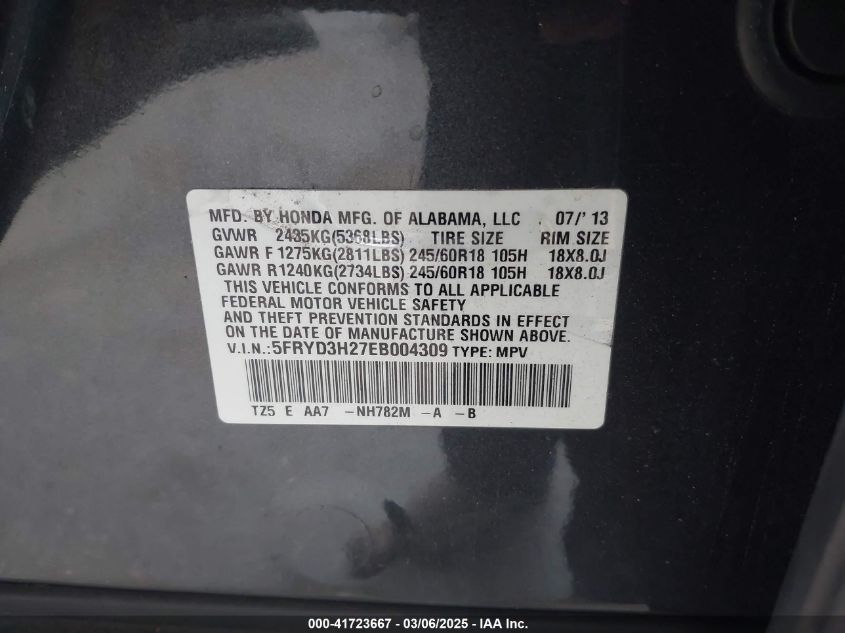 MFD. BY HONDA MFG. OF ALABAMA, LLC . 07/' 13
GVWR 2435KG(5368LBS) TIRE SIZE RIM SIZE
GAWR F 1275KG(2811LBS) 245/60R18 105H 18X8.0J
GAWR R1240KG(2734LBS) 245/60R18 105H 18X8.0J
THIS VEHICLE CONFORMS TO ALL APPLICABLE
FEDERAL MOTOR VEHICLE SAFETY
AND THEFT PREVENTION STANDARDS IN EFFECT
ON THE DATE OF MANUFACTURE SHOWN ABOVE.
V.I.N.:5FRYD3H27EB004309 TYPE: MPV
TZ5 E AA7 -NH782M -A -B
000-41723667 - 03/06/2025 - IAA Inc.